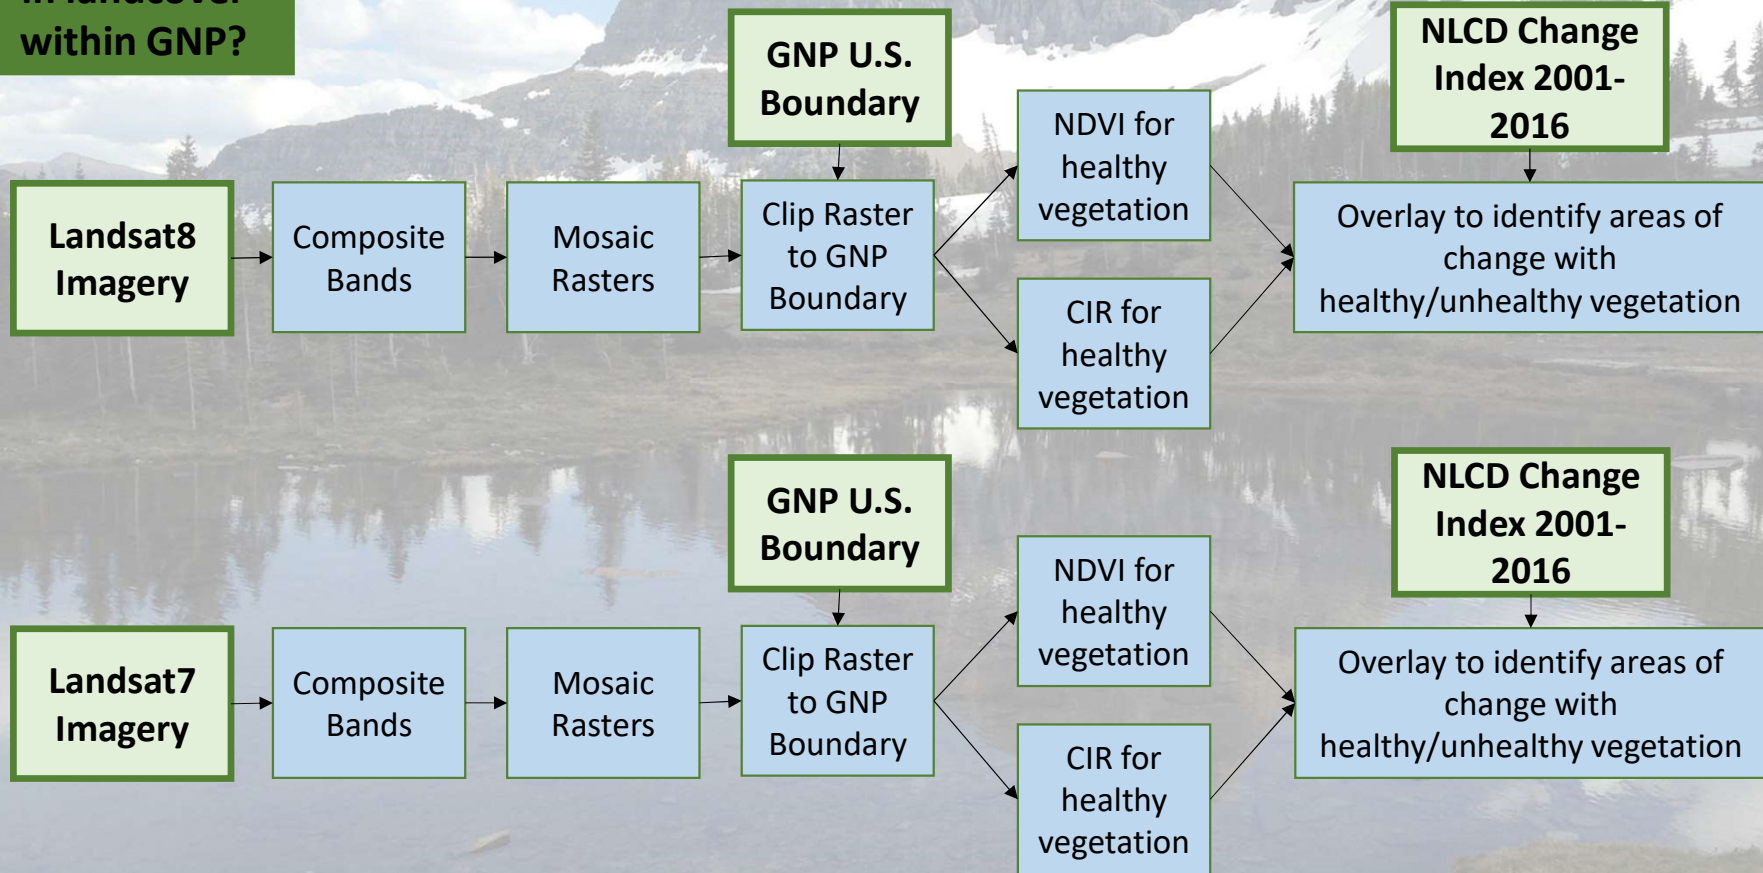 within GNP?
GNP U.S.
Boundary
NLCD Change
Index 2001-
2016
Landsat8
Imagery
Composite
Bands
Mosaic
Rasters
Clip Raster
to GNP
Boundary
NDVI for
healthy
vegetation
CIR for
healthy
vegetation
Overlay to identify areas of
change with
healthy/unhealthy vegetation
GNP U.S.
Boundary
NLCD Change
Index 2001-
2016
Landsat7
Imagery
Composite
Bands
Mosaic
Rasters
Clip Raster
to GNP
Boundary
NDVI for
healthy
vegetation
CIR for
healthy
vegetation
Overlay to identify areas of
change with
healthy/unhealthy vegetation